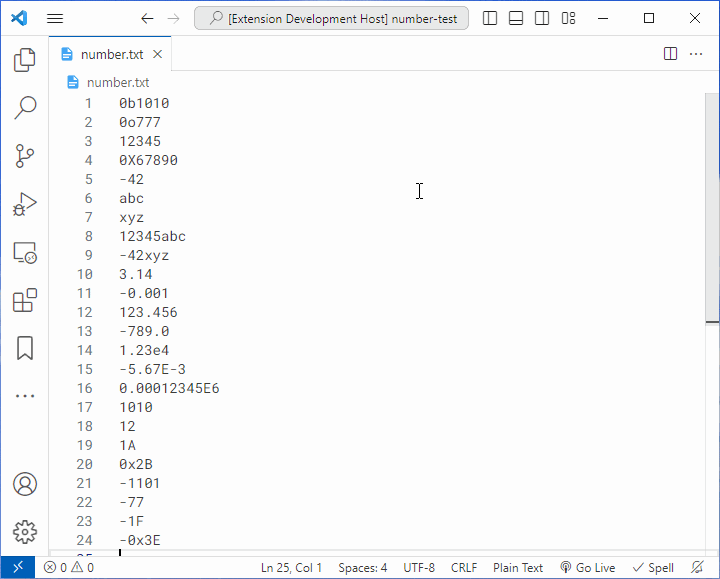 [Extension Development Host] number-test
number.txt
number.txt
1 0b1010
2 0o777
3 12345
4 0X67890
5 -42
6 abc
7 xyz
8 12345abc
9 -42xyz
10 3.14
11 -0.001
12 123.456
13 -789.0
14 1.23e4
15 -5.67E-3
16 0.00012345E6
17 1010
18 12
19 1A
20 0x2B
21 -1101
22 -77
23 -1F
24 -0x3E
25
0 0 Ln 25, Col 1 Spaces: 4 UTF-8 CRLF Plain Text Go Live Spell